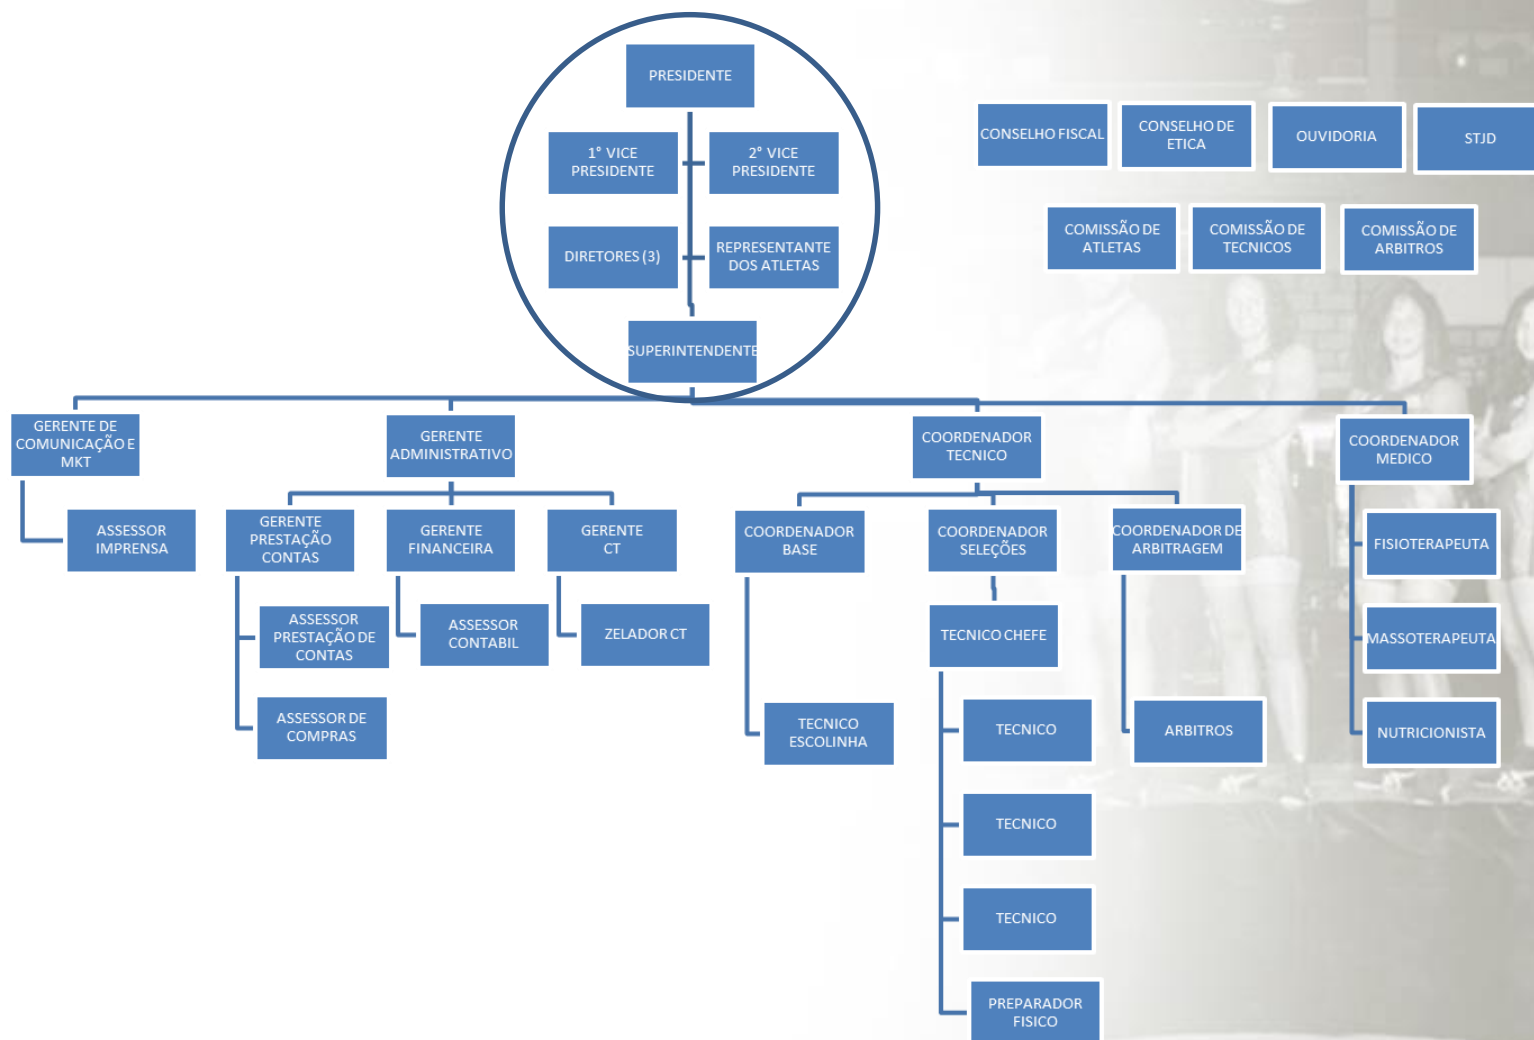 PRESIDENTE
1° VICE
PRESIDENTE
2° VICE
PRESIDENTE
DIRETORES (3)
REPRESENTANTE
DOS ATLETAS
SUPERINTENDENTE
CONSELHO FISCAL
CONSELHO DE
ETICA
OUVIDORIA
STJD
COMISSÃO DE
ATLETAS
COMISSÃO DE
TECNICOS
COMISSÃO DE
ARBITROS
GERENTE DE
COMUNICAÇÃO E
MKT
GERENTE
ADMINISTRATIVO
COORDENADOR
TECNICO
COORDENADOR
MEDICO
ASSESSOR
IMPRENSA
GERENTE
PRESTAÇÃO
CONTAS
GERENTE
FINANCEIRA
GERENTE
CT
COORDENADOR
BASE
COORDENADOR
SELEÇÕES
COORDENADOR DE
ARBITRAGEM
FISIOTERAPEUTA
ASSESSOR
PRESTAÇÃO DE
CONTAS
ASSESSOR
CONTABIL
ZELADOR CT
TECNICO CHEFE
MASSOTERAPEUTA
ASSESSOR DE
COMPRAS
TECNICO
ESCOLINHA
TECNICO
ARBITROS
NUTRICIONISTA
TECNICO
TECNICO
PREPARADOR
FISICO